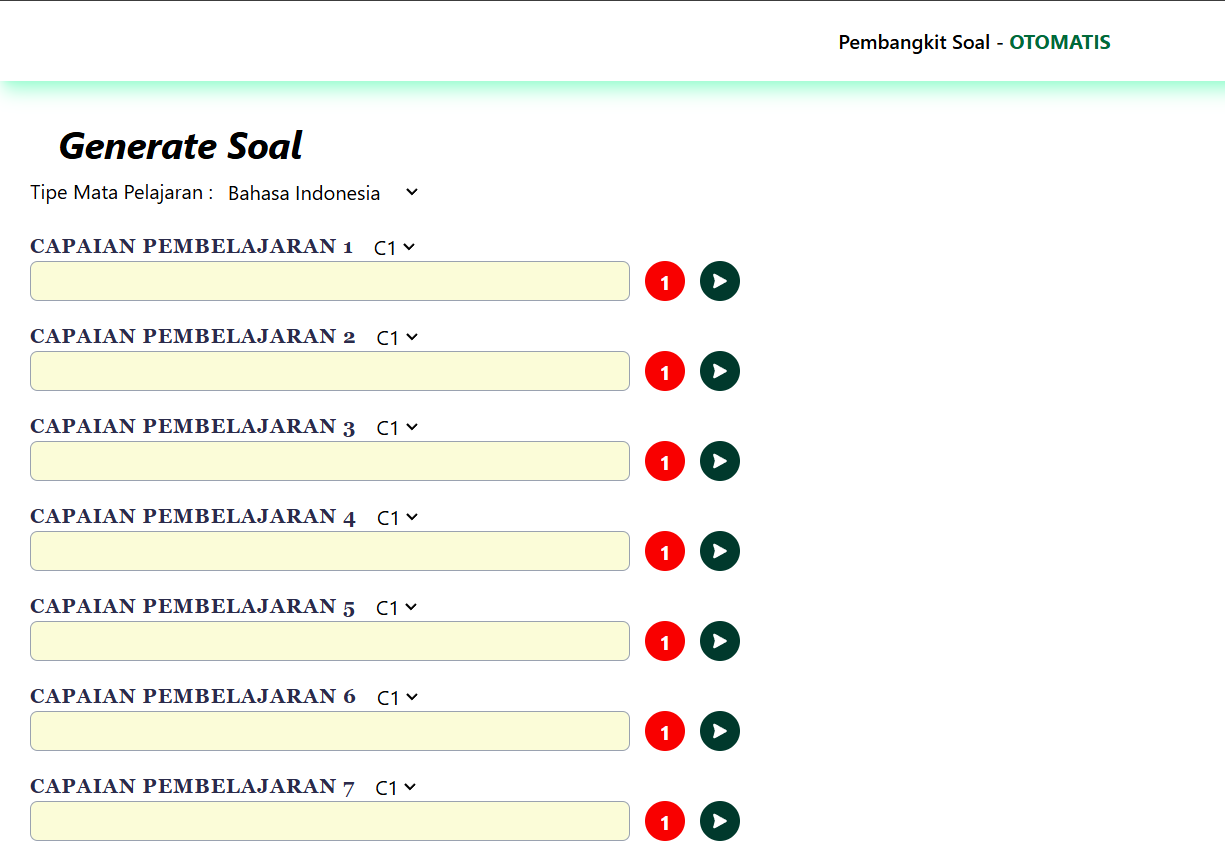 Pembangkit Soal - OTOMATIS
Generate Soal
Tipe Mata Pelajaran : Bahasa Indonesia
CAPAIAN PEMBELAJARAN 1 C1
1
CAPAIAN PEMBELAJARAN 2 C1
1
CAPAIAN PEMBELAJARAN 3 C1
1
CAPAIAN PEMBELAJARAN 4 C1
1
CAPAIAN PEMBELAJARAN 5 C1
1
CAPAIAN PEMBELAJARAN 6 C1
1
CAPAIAN PEMBELAJARAN 7 C1
1